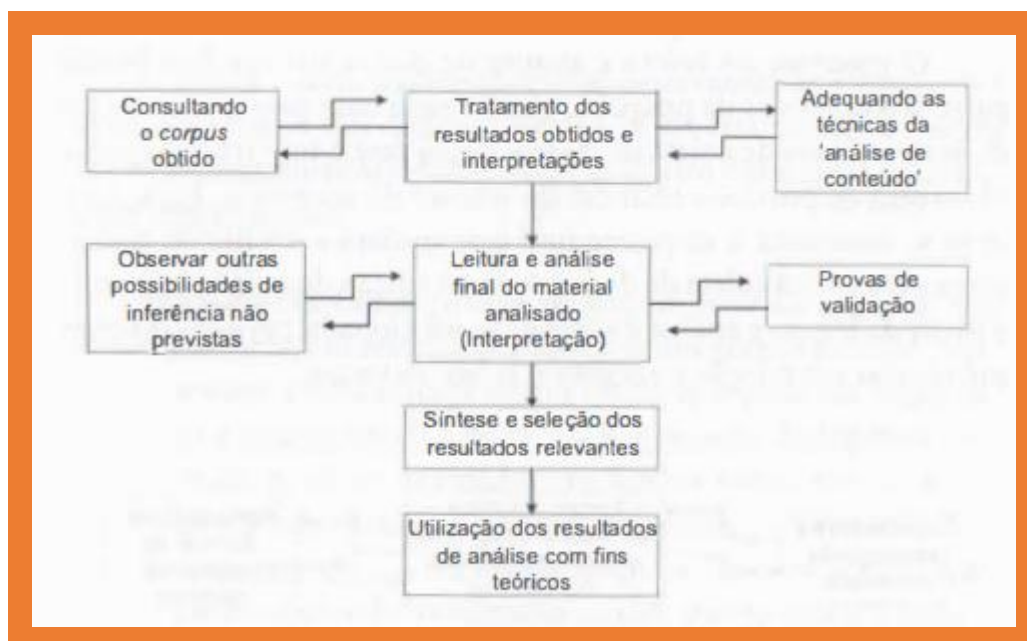 Consultando
o corpus
obtido
Tratamento dos
resultados obtidos e
interpretações
Adequando as
técnicas da
'análise de
conteúdo'
Observar outras
possibilidades de
inferência não
previstas
Leitura e análise
final do material
analisado
(Interpretação)
Provas de
validação
Síntese e seleção dos
resultados relevantes
Utilização dos resultados
de análise com fins
teóricos